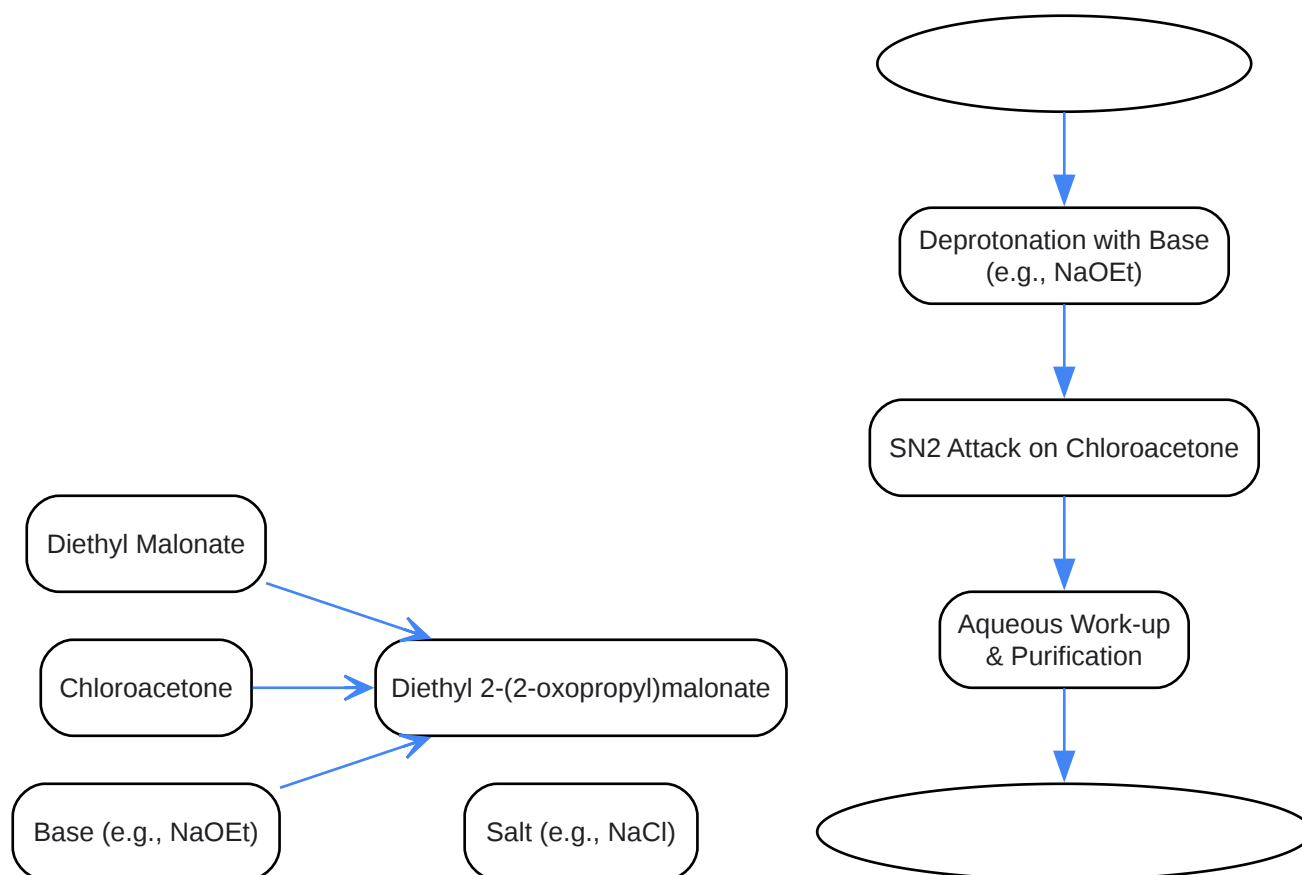 Deprotonation with Base
(e.g., NaOEt)
SN2 Attack on Chloroacetone
Aqueous Work-up
& Purification
Diethyl Malonate
Chloroacetone
Diethyl 2-(2-oxopropyl)malonate
Base (e.g., NaOEt)
Salt (e.g., NaCl)